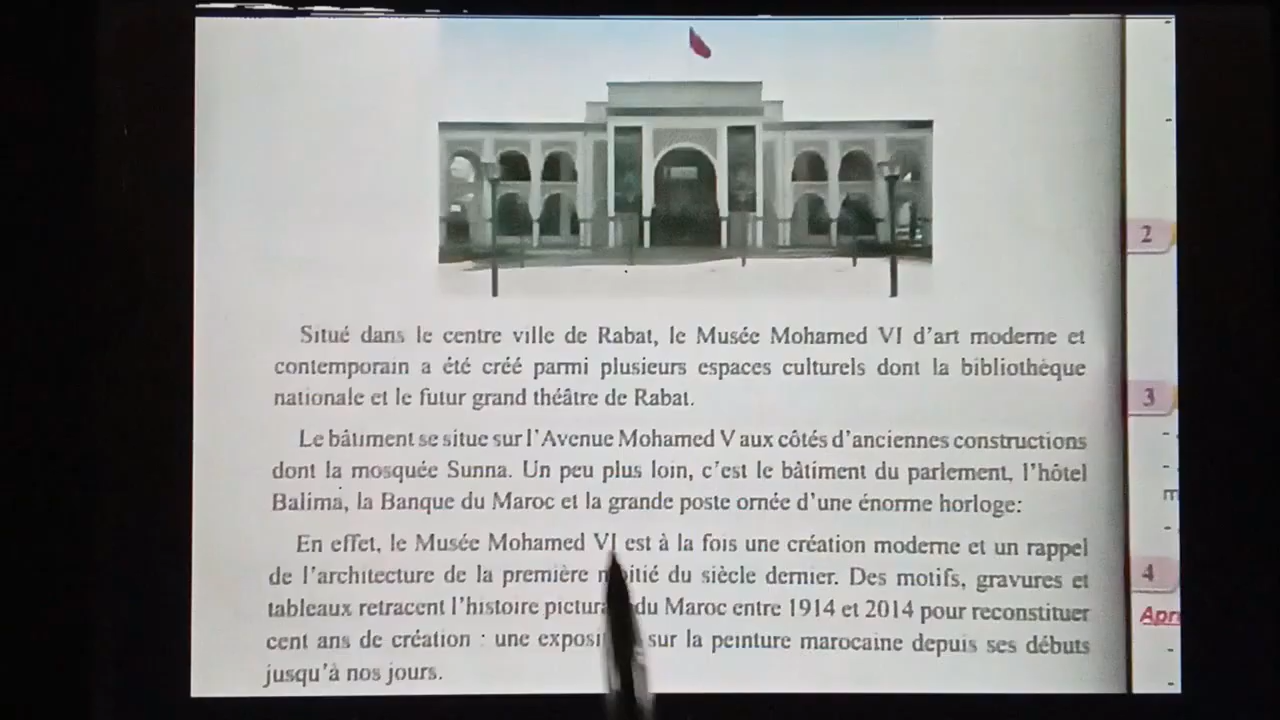 Situé dans le centre ville de Rabat, le Musée Mohamed VI d'art moderne et
contemporain a été créé parmi plusieurs espaces culturels dont la bibliothèque
nationale et le futur grand théâtre de Rabat.
Le bâtiment se situe sur l'Avenue Mohamed V aux côtés d'anciennes constructions
dont la mosquée Sunna. Un peu plus loin, c'est le bâtiment du parlement, l'hôtel
Balima, la Banque du Maroc et la grande poste ornée d'une énorme horloge:
En effet, le Musée Mohamed VI est à la fois une création moderne et un rappel
de l'architecture de la première du siècle dernier. Des motifs, gravures et
tableaux retracent l'histoire du Maroc entre 1914 et 2014 pour reconstituer
cent ans de création : une sur la peinture marocaine depuis ses débuts
jusqu'à nos jours.
2
3
4